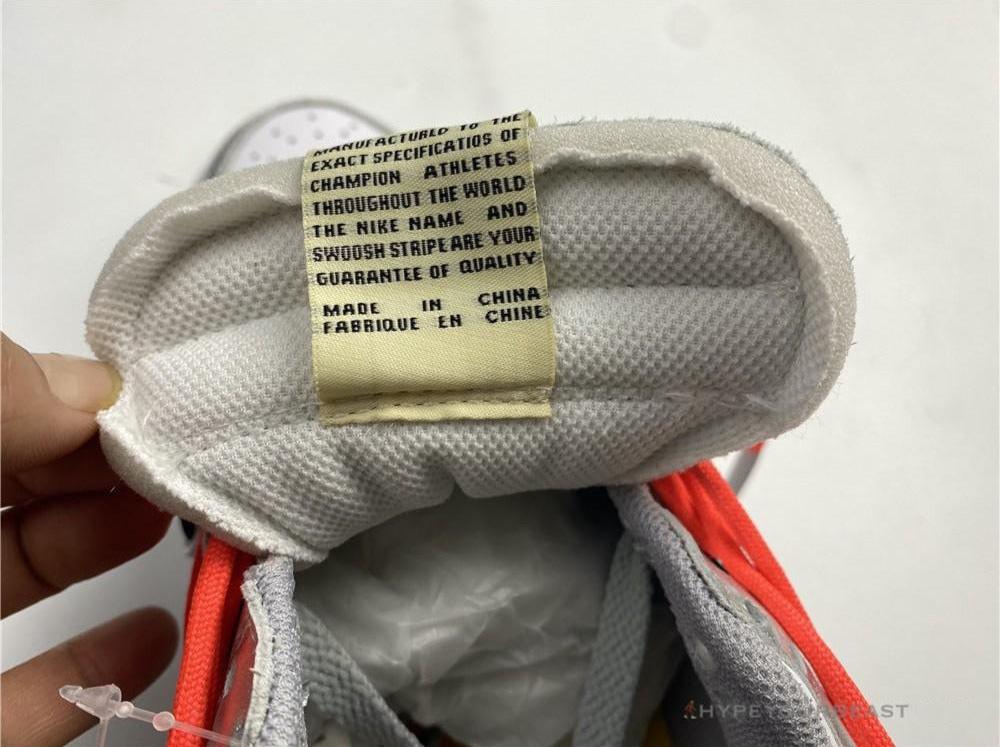 MANUFACTURED TO THE
EXACT SPECIFICATIOS OF
CHAMPION ATHLETES
THROUGHOUT THE WORLD
THE NIKE NAME AND
SWOOSH STRIPE ARE YOUR
GUARANTEE OF QUALITY
MADE IN CHINA
FABRIQUE EN CHINE